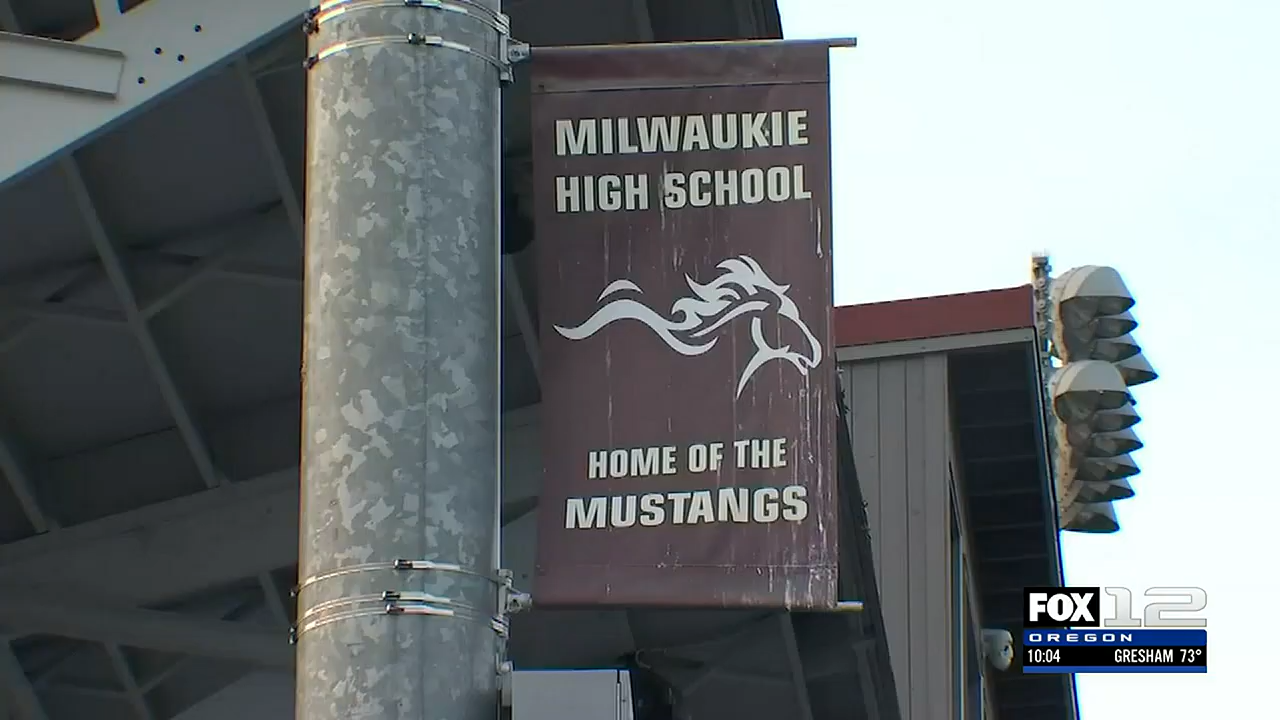 MILWAUKIE
HIGH SCHOOL
HOME OF THE
MUSTANGS
FOX 12
OREGON
10:04 GRESHAM 73°